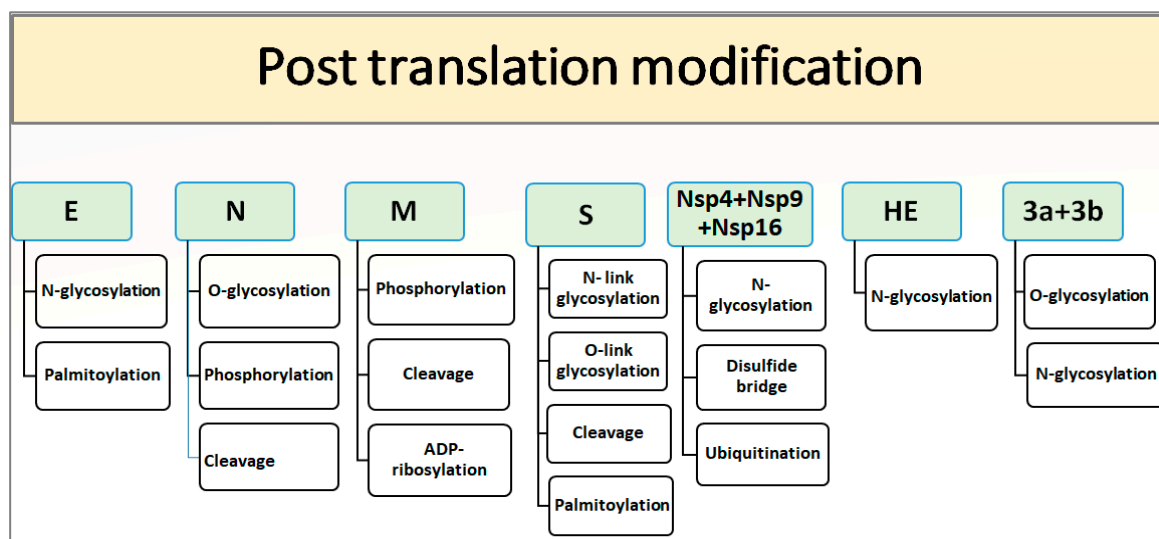 Post translation modification
E
N-glycosylation
Palmitoylation
N
O-glycosylation
Phosphorylation
Cleavage
M
Phosphorylation
Cleavage
ADP-
ribosylation
S
N- link
glycosylation
O-link
glycosylation
Cleavage
Palmitoylation
Nsp4+Nsp9
+Nsp16
N-
glycosylation
Disulfide
bridge
Ubiquitination
HE
N-glycosylation
3a+3b
O-glycosylation
N-glycosylation